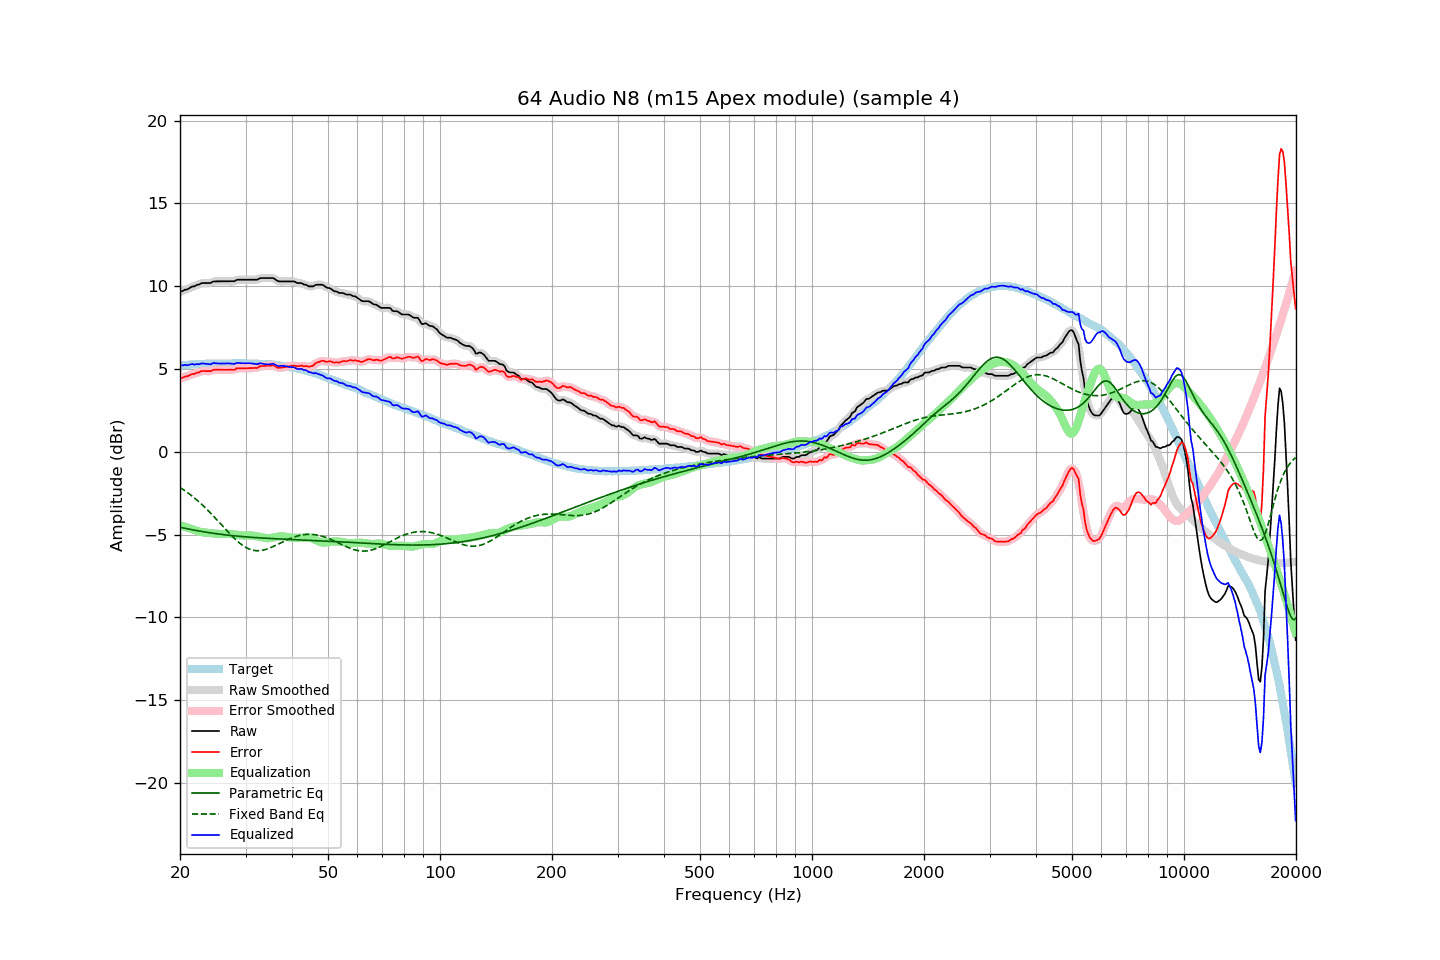 64 Audio N8 (m15 Apex module) (sample 4)
20
15
10
5
0
−5
−10
−15
−20
Amplitude (dBr)
Target
Raw Smoothed
Error Smoothed
Raw
Error
Equalization
Parametric Eq
Fixed Band Eq
Equalized
20 50 100 200 500 1000 2000 5000 10000 20000
Frequency (Hz)